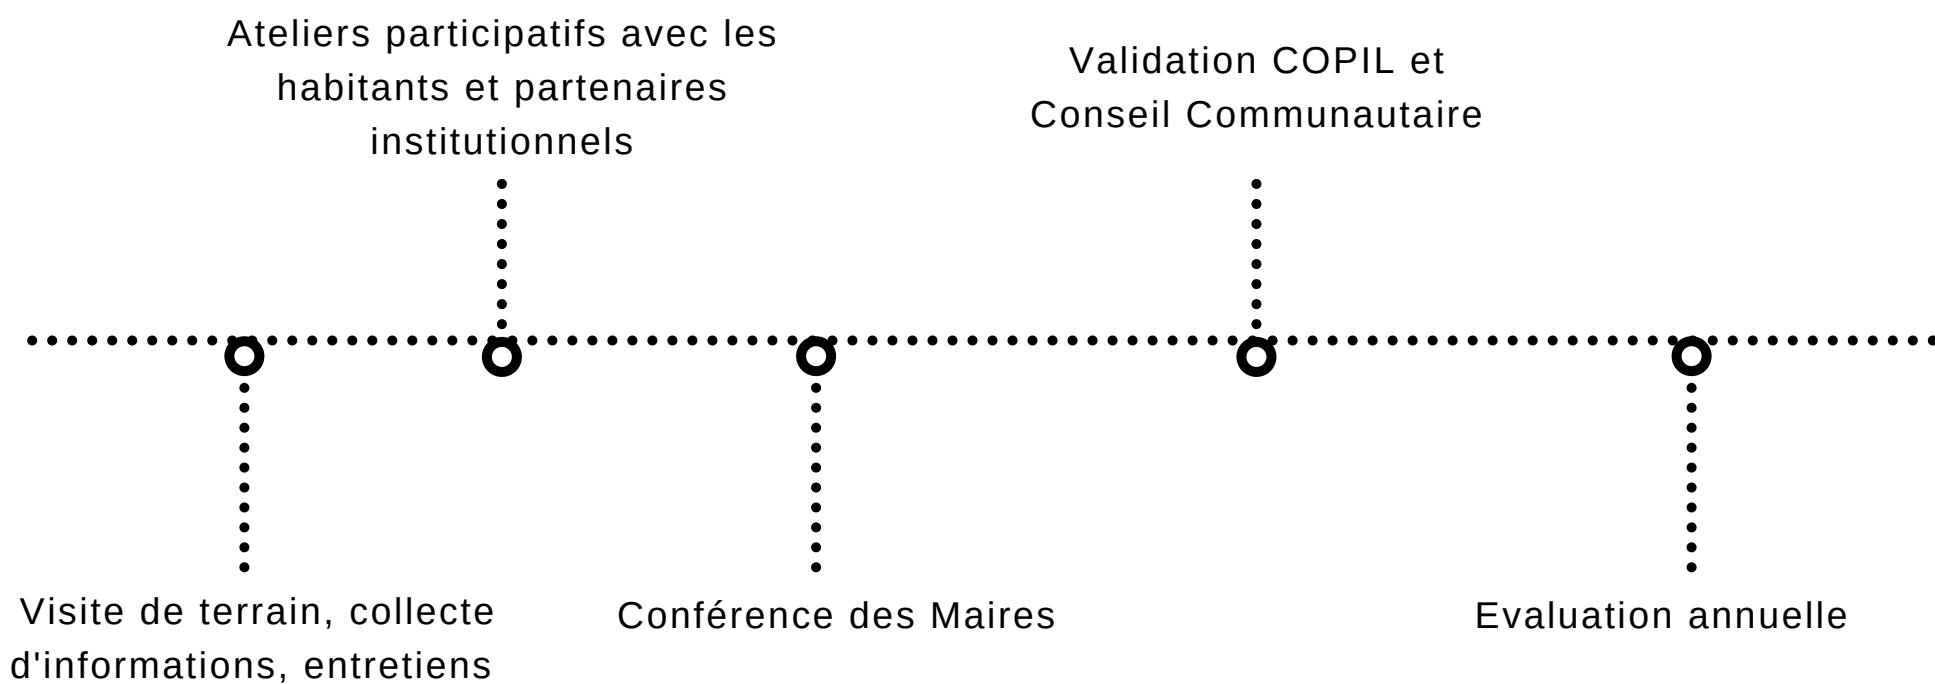 Ateliers participatifs avec les
habitants et partenaires
institutionnels
Validation COPIL et
Conseil Communautaire
Visite de terrain, collecte
d'informations, entretiens
Conférence des Maires
Evaluation annuelle